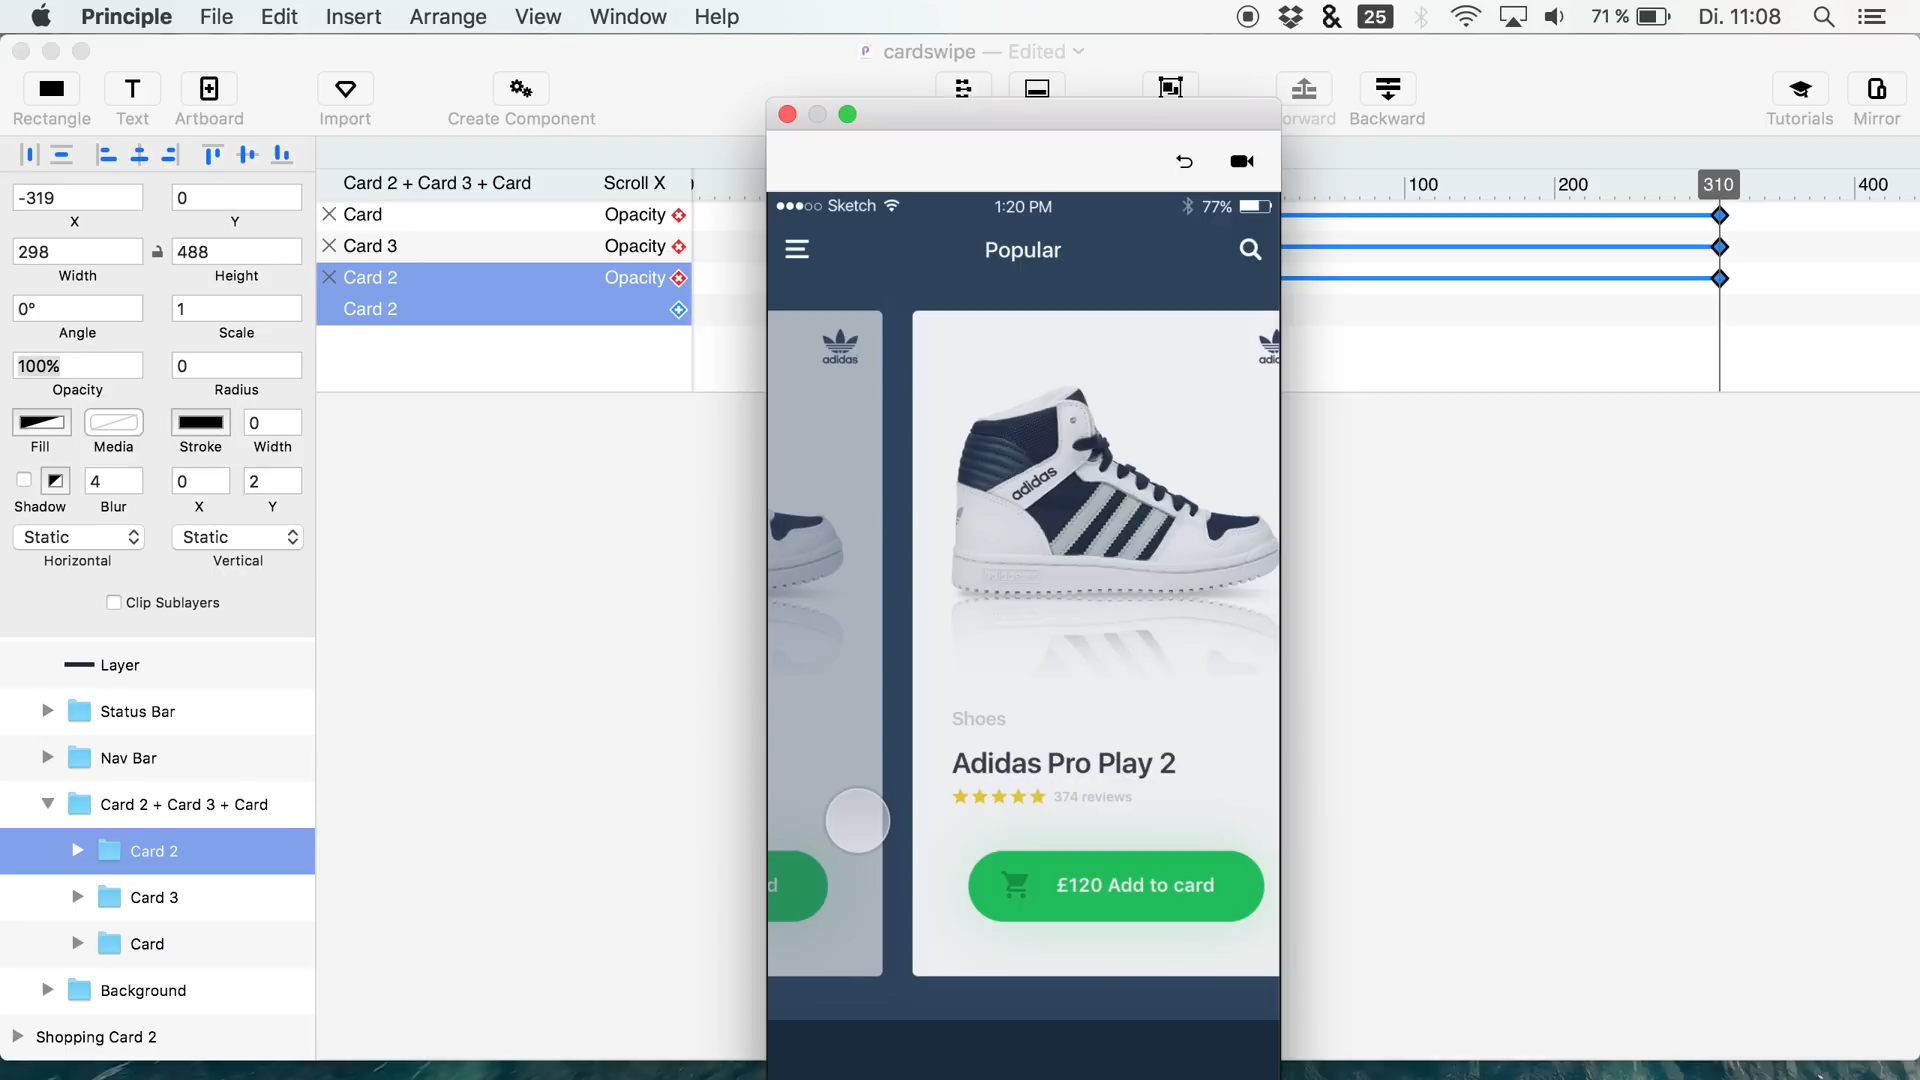 Principle File Edit Insert Arrange View Window Help
25 71 % Di. 11:08
cardswipe — Edited
Rectangle Text Artboard Import Create Component orward Backward Tutorials Mirror
-319 0
X Y
298 488
Width Height
0° 1
Angle Scale
100% 0
Opacity Radius
0
Fill Media Stroke Width
4 0 2
Shadow Blur X Y
Static Static
Horizontal Vertical
Clip Sublayers
Layer
Status Bar
Nav Bar
Card 2 + Card 3 + Card
Card 2
Card 3
Card
Background
Shopping Card 2
Card 2 + Card 3 + Card Scroll X
Card Opacity
Card 3 Opacity
Card 2 Opacity
Card 2
100 200 310 400
Sketch 1:20 PM 77%
Popular
adidas
adi
adidas
Shoes
Adidas Pro Play 2
374 reviews
d
£120 Add to card